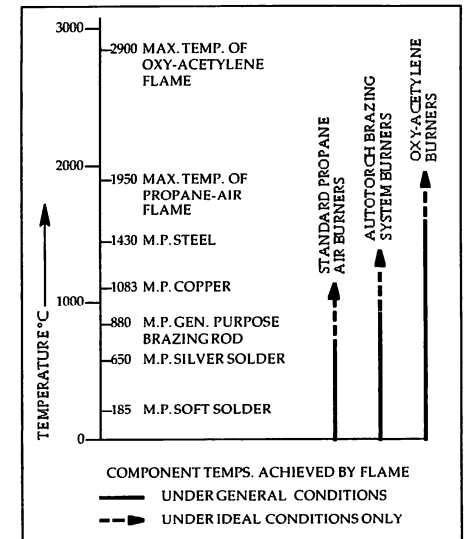 3000
2900 MAX. TEMP. OF
OXY-ACETYLENE
FLAME
2000
1950 MAX. TEMP. OF
PROPANE-AIR
FLAME
1430 M.P. STEEL
1083 M.P. COPPER
1000
880 M.P. GEN. PURPOSE
BRAZING ROD
650 M.P. SILVER SOLDER
185 M.P. SOFT SOLDER
0
TEMPERATURE °C
STANDARD PROPANE
AIR BURNERS
AUTOTORCH BRAZING
SYSTEM BURNERS
OXY-ACETYLENE
BURNERS
COMPONENT TEMPS. ACHIEVED BY FLAME
UNDER GENERAL CONDITIONS
UNDER IDEAL CONDITIONS ONLY